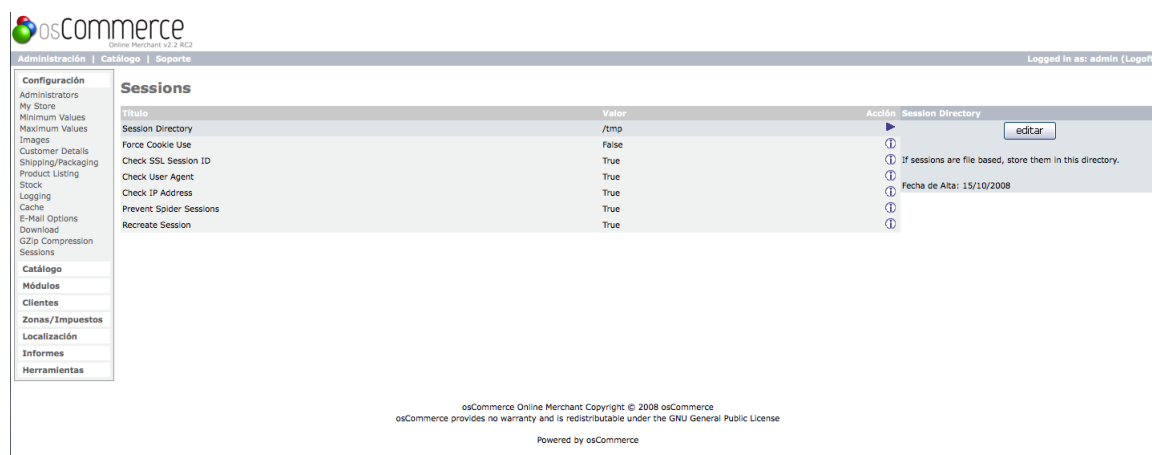 osCommerce
Online Merchant v2.2 RC2
Administración | Catálogo | Soporte
Logged in as: admin (Logoff
Configuración
Administrators
My Store
Minimum Values
Maximum Values
Images
Customer Details
Shipping/Packaging
Product Listing
Stock
Logging
Cache
E-Mail Options
Download
GZip Compression
Sessions
Catálogo
Módulos
Clientes
Zonas/Impuestos
Localización
Informes
Herramientas
Sessions
Título Valor Acción
Session Directory /tmp
Force Cookie Use False
Check SSL Session ID True
Check User Agent True
Check IP Address True
Prevent Spider Sessions True
Recreate Session True
Session Directory
editar
If sessions are file based, store them in this directory.
Fecha de Alta: 15/10/2008
osCommerce Online Merchant Copyright © 2008 osCommerce
osCommerce provides no warranty and is redistributable under the GNU General Public License
Powered by osCommerce